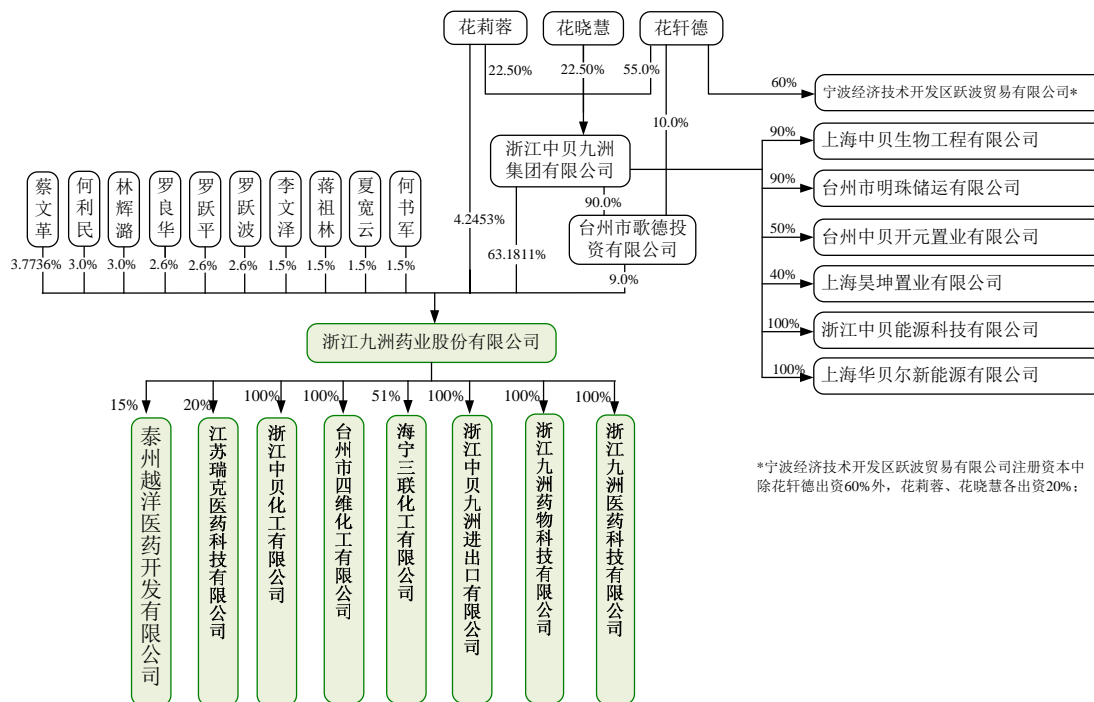 花莉蓉
花晓慧
花轩德
22.50%
22.50%
55.0%
60%
宁波经济技术开发区跃波贸易有限公司*
10.0%
浙江中贝九洲
集团有限公司
90%
上海中贝生物工程有限公司
90%
台州市明珠储运有限公司
50%
台州中贝开元置业有限公司
40%
上海昊坤置业有限公司
100%
浙江中贝能源科技有限公司
100%
上海华贝尔新能源有限公司
蔡文革
何利民
林辉潞
罗良华
罗跃平
罗跃波
李文泽
蒋祖林
夏宽云
何书军
4.2453%
90.0%
台州市歌德投
资有限公司
3.7736%
3.0%
3.0%
2.6%
2.6%
2.6%
1.5%
1.5%
1.5%
1.5%
63.1811%
9.0%
浙江九洲药业股份有限公司
15%
20%
100%
100%
51%
100%
100%
100%
泰州越洋医药开发有限公司
江苏瑞克医药科技有限公司
浙江中贝化工有限公司
台州市四维化工有限公司
海宁三联化工有限公司
浙江中贝九洲进出口有限公司
浙江九洲药物科技有限公司
浙江九洲医药科技有限公司
*宁波经济技术开发区跃波贸易有限公司注册资本中
除花轩德出资60%外，花莉蓉、花晓慧各出资20%；